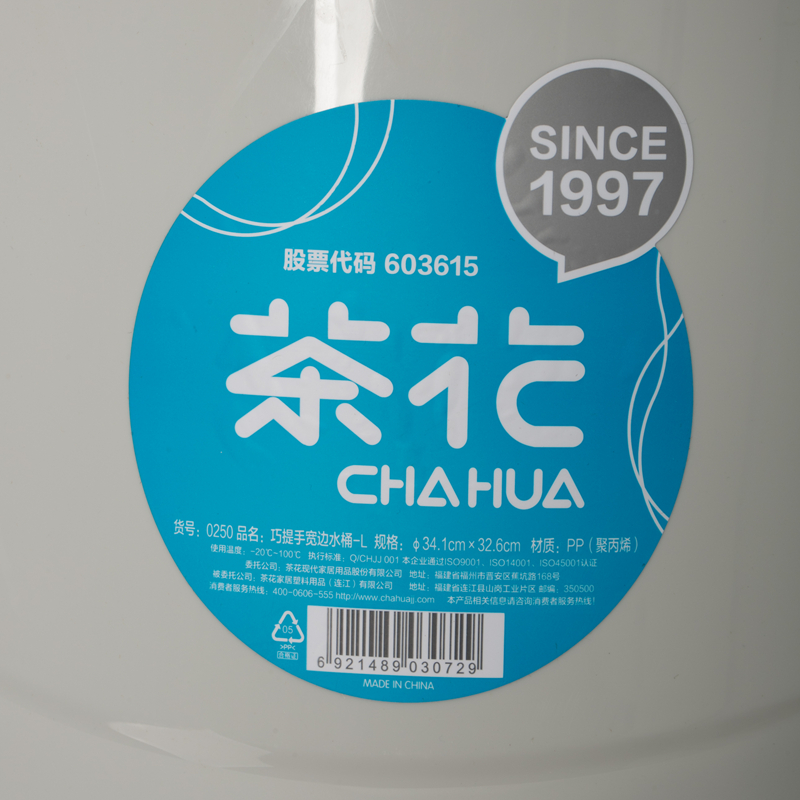 SINCE
1997
股票代码 603615
茶花
CHAHUA
货号：0250 品名：巧提手宽边水桶-L 规格：ф34.1cm×32.6cm 材质：PP（聚丙烯）
使用温度：-20℃~100℃ 执行标准：Q/CHJJ 001 本企业通过ISO9001、ISO14001、ISO45001认证
委托公司：茶花现代家居用品股份有限公司 地址：福建省福州市晋安区蕉坑路168号
被委托公司：茶花家居塑料用品（连江）有限公司 地址：福建省连江县山岗工业片区 邮编：350500
消费者服务热线：400-0606-555 http://www.chahuajj.com 本产品相关信息请咨询消费者服务热线！
05
>PP<
6 921489 030729
MADE IN CHINA